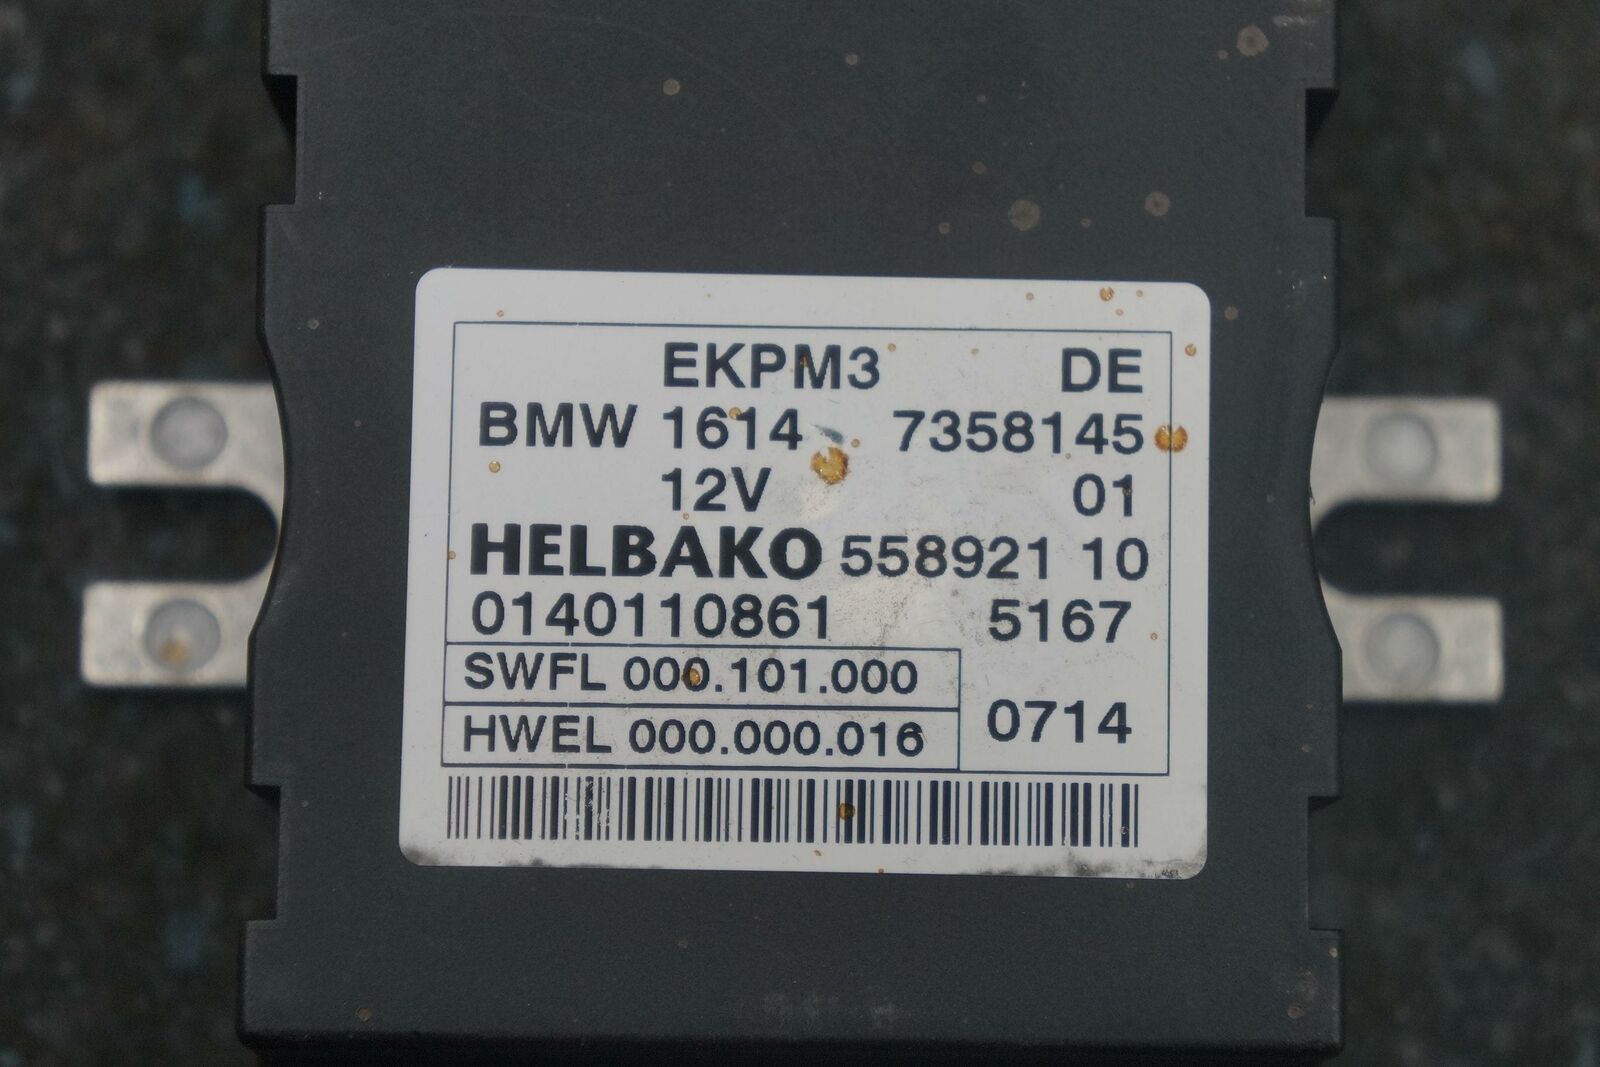 EKPM3 DE
BMW 1614 7358145
12V 01
HELBAKO 558921 10
0140110861 5167
SWFL 000.101.000
HWEL 000.000.016 0714